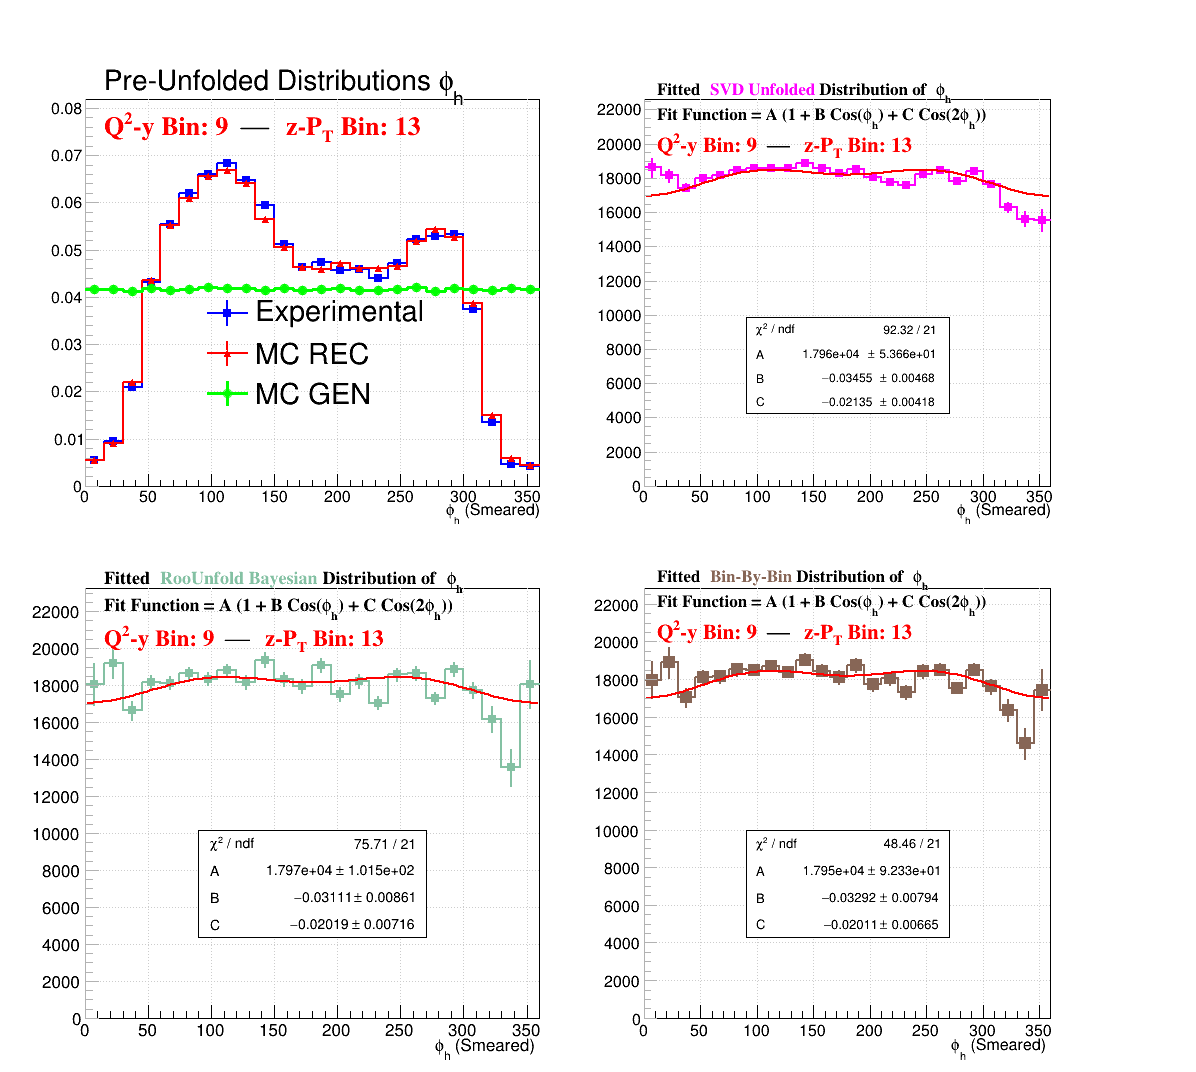 Pre-Unfolded Distributions ϕh
Q2-y Bin: 9 — z-PT Bin: 13
0.08
0.07
0.06
0.05
0.04
0.03
0.02
0.01
0
Experimental
MC REC
MC GEN
0 50 100 150 200 250 300 350
ϕh (Smeared)
Fitted SVD Unfolded Distribution of ϕh
Fit Function = A (1 + B Cos(ϕh) + C Cos(2ϕh))
Q2-y Bin: 9 — z-PT Bin: 13
22000
20000
18000
16000
14000
12000
10000
8000
6000
4000
2000
0
χ2 / ndf 92.32 / 21
A 1.796e+04 ± 5.366e+01
B −0.03455 ± 0.00468
C −0.02135 ± 0.00418
0 50 100 150 200 250 300 350
ϕh (Smeared)
Fitted RooUnfold Bayesian Distribution of ϕh
Fit Function = A (1 + B Cos(ϕh) + C Cos(2ϕh))
Q2-y Bin: 9 — z-PT Bin: 13
22000
20000
18000
16000
14000
12000
10000
8000
6000
4000
2000
0
χ2 / ndf 75.71 / 21
A 1.797e+04 ± 1.015e+02
B −0.03111 ± 0.00861
C −0.02019 ± 0.00716
0 50 100 150 200 250 300 350
ϕh (Smeared)
Fitted Bin-By-Bin Distribution of ϕh
Fit Function = A (1 + B Cos(ϕh) + C Cos(2ϕh))
Q2-y Bin: 9 — z-PT Bin: 13
22000
20000
18000
16000
14000
12000
10000
8000
6000
4000
2000
0
χ2 / ndf 48.46 / 21
A 1.795e+04 ± 9.233e+01
B −0.03292 ± 0.00794
C −0.02011 ± 0.00665
0 50 100 150 200 250 300 350
ϕh (Smeared)